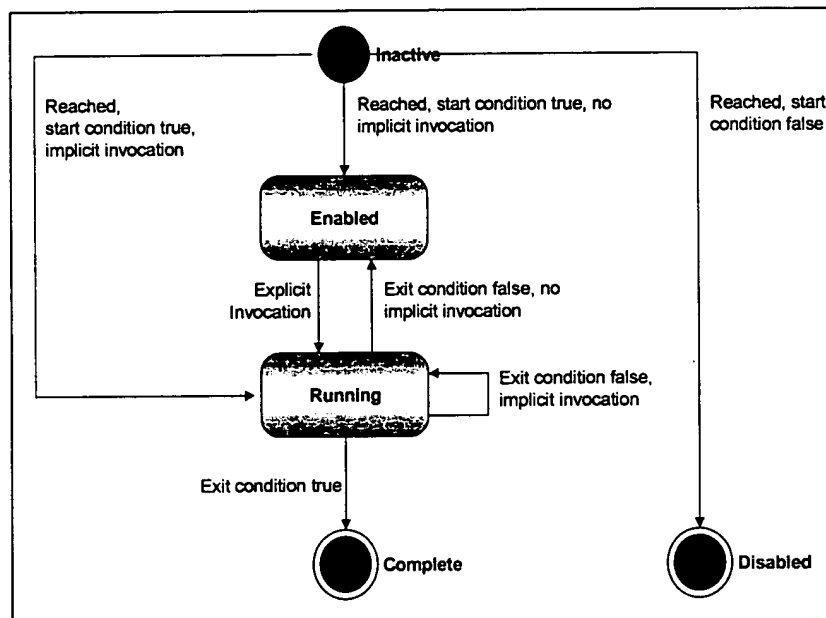 Inactive
Reached,
start condition true,
implicit invocation
Reached, start condition true, no
implicit invocation
Reached, start
condition false
Enabled
Explicit
Invocation
Exit condition false, no
implicit invocation
Running
Exit condition false,
implicit invocation
Exit condition true
Complete
Disabled